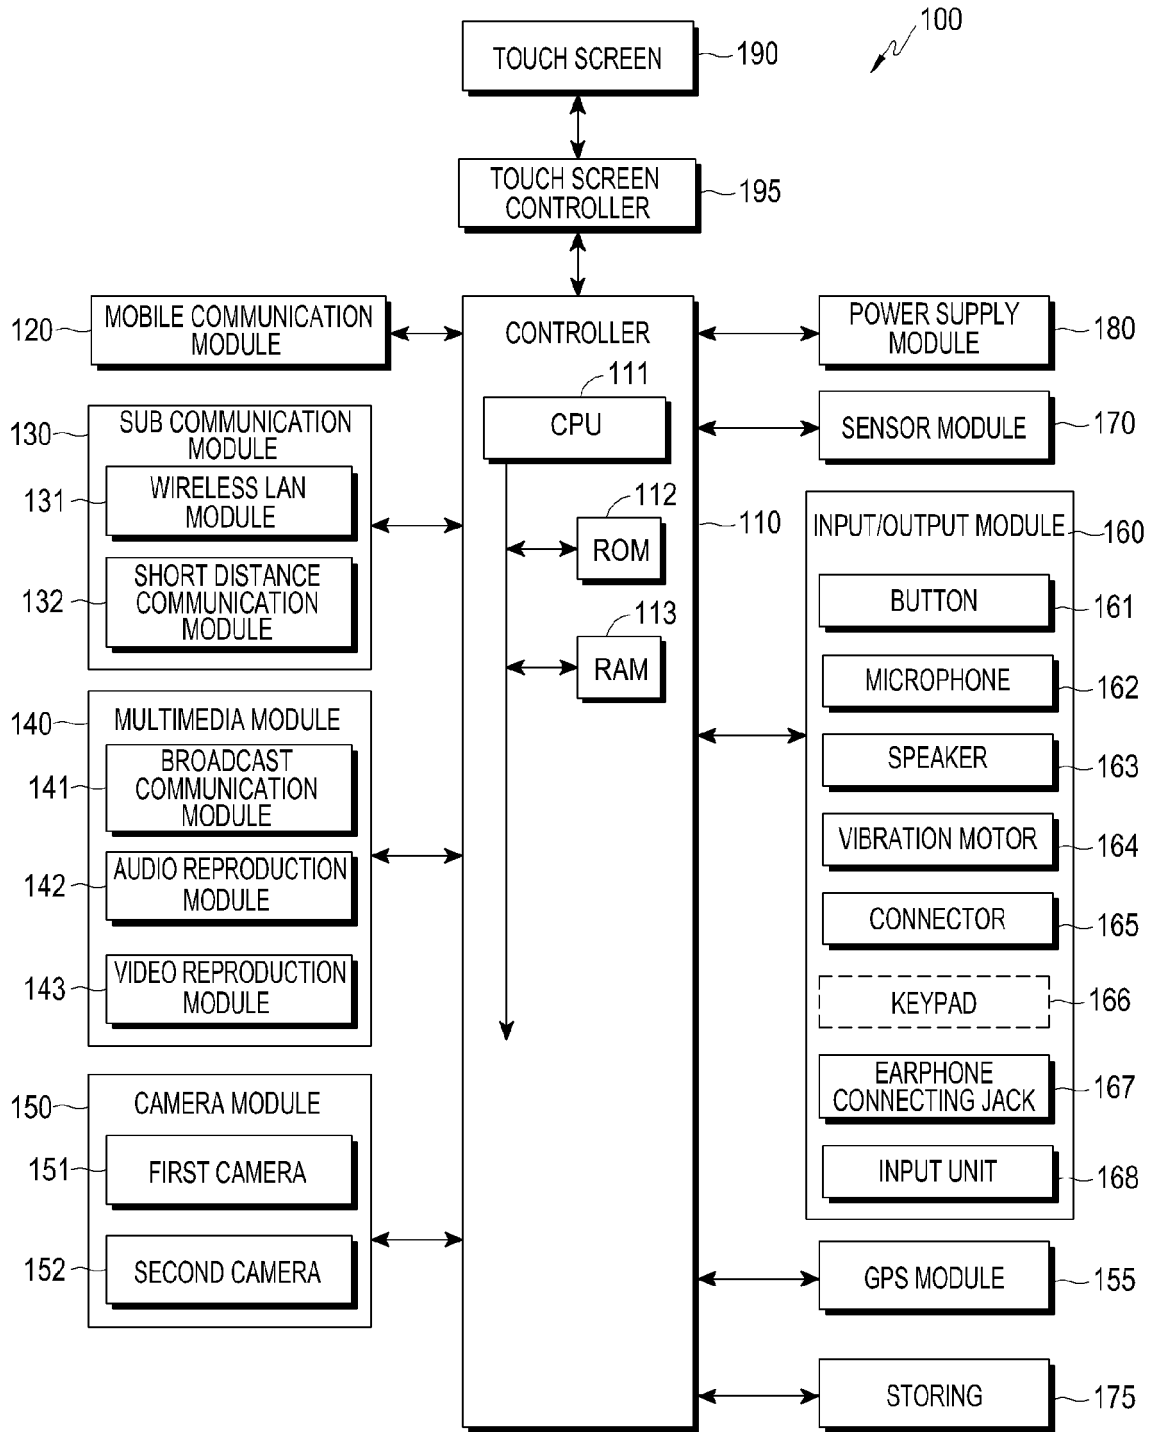 100
TOUCH SCREEN
190
TOUCH SCREEN
CONTROLLER
195
120
MOBILE COMMUNICATION
MODULE
CONTROLLER
POWER SUPPLY
MODULE
180
111
CPU
SENSOR MODULE
170
130
SUB COMMUNICATION
MODULE
131
WIRELESS LAN
MODULE
132
SHORT DISTANCE
COMMUNICATION
MODULE
112
ROM
113
RAM
110
INPUT/OUTPUT MODULE
160
BUTTON
161
MICROPHONE
162
SPEAKER
163
VIBRATION MOTOR
164
CONNECTOR
165
KEYPAD
166
EARPHONE
CONNECTING JACK
167
INPUT UNIT
168
140
MULTIMEDIA MODULE
141
BROADCAST
COMMUNICATION
MODULE
142
AUDIO REPRODUCTION
MODULE
143
VIDEO REPRODUCTION
MODULE
150
CAMERA MODULE
151
FIRST CAMERA
152
SECOND CAMERA
GPS MODULE
155
STORING
175